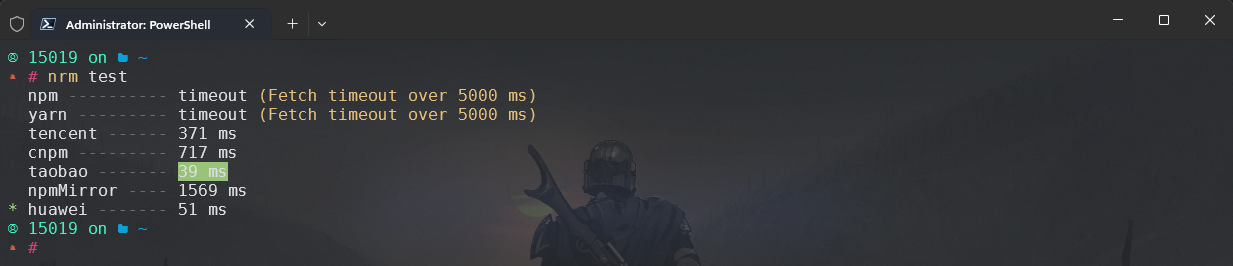 Administrator: PowerShell
15019 on ~
# nrm test
npm ---------- timeout (Fetch timeout over 5000 ms)
yarn --------- timeout (Fetch timeout over 5000 ms)
tencent ------ 371 ms
cnpm --------- 717 ms
taobao ------- 39 ms
npmMirror ---- 1569 ms
* huawei ------- 51 ms
15019 on ~
#